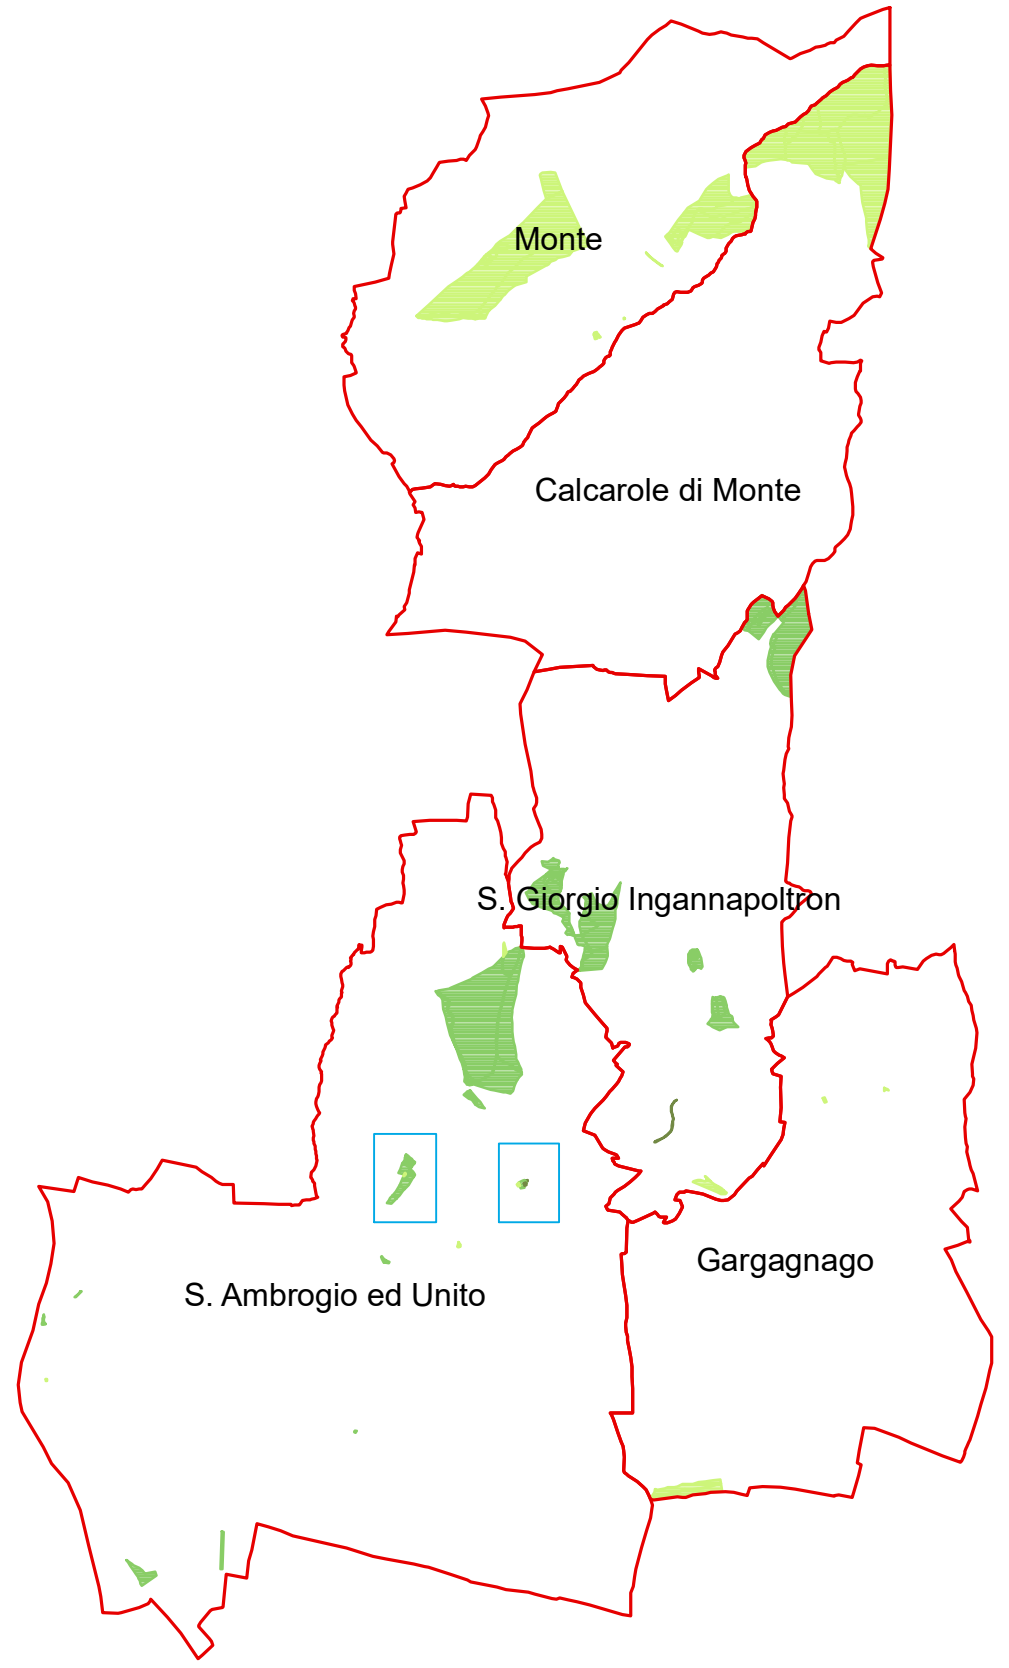 Monte
Calcarole di Monte
S. Giorgio Ingannapoltron
Gargagnago
S. Ambrogio ed Unito